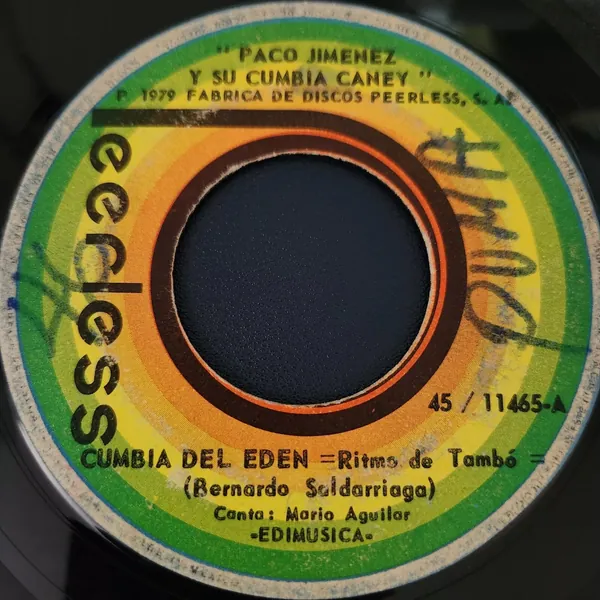 " PACO JIMENEZ
Y SU CUMBIA CANEY "
P. 1979 FABRICA DE DISCOS PEERLESS, S. A.
Peerless
PUMA
45 / 11465-A
CUMBIA DEL EDEN =Ritmo de Tambó =
(Bernardo Saldarriaga)
Canta: Mario Aguilar
-EDIMUSICA-